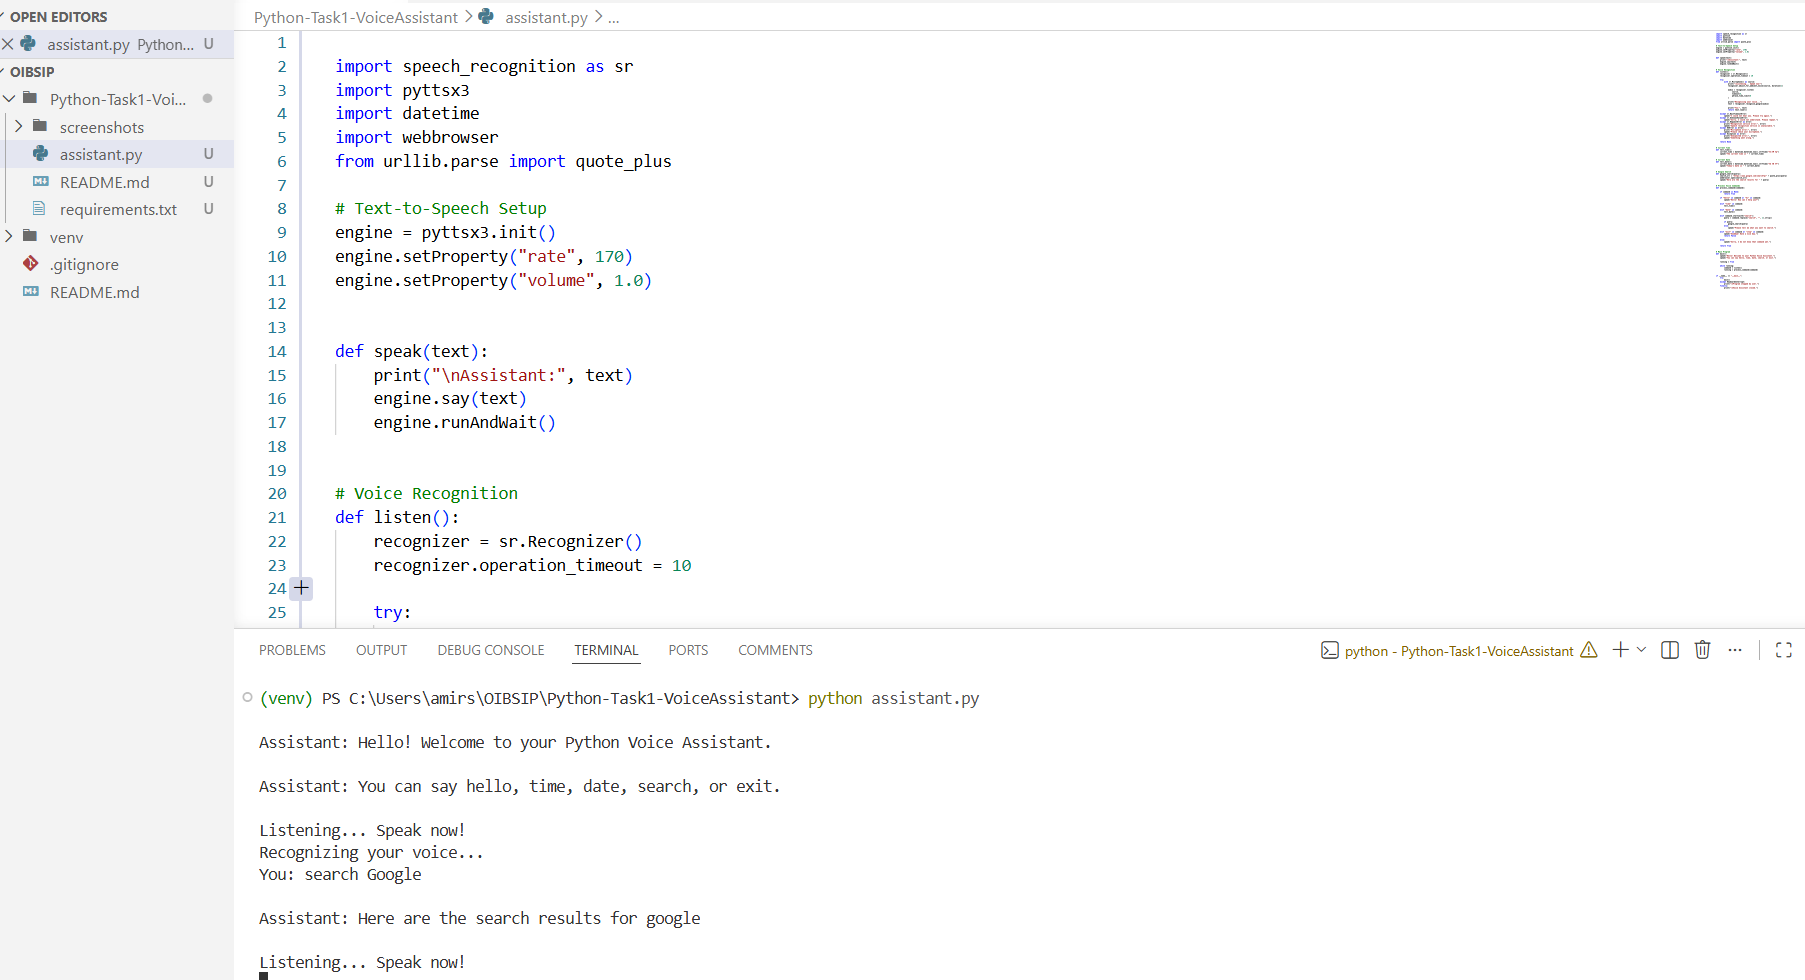 OPEN EDITORS
assistant.py Python... U
OIBSIP
Python-Task1-Voi...
screenshots
assistant.py U
README.md U
requirements.txt U
venv
.gitignore
README.md
Python-Task1-VoiceAssistant > assistant.py > ...
1
2 import speech_recognition as sr
3 import pyttsx3
4 import datetime
5 import webbrowser
6 from urllib.parse import quote_plus
7
8 # Text-to-Speech Setup
9 engine = pyttsx3.init()
10 engine.setProperty("rate", 170)
11 engine.setProperty("volume", 1.0)
12
13
14 def speak(text):
15 print("\nAssistant:", text)
16 engine.say(text)
17 engine.runAndWait()
18
19
20 # Voice Recognition
21 def listen():
22 recognizer = sr.Recognizer()
23 recognizer.operation_timeout = 10
24
25 try:
PROBLEMS OUTPUT DEBUG CONSOLE TERMINAL PORTS COMMENTS
python - Python-Task1-VoiceAssistant
(venv) PS C:\Users\amirs\OIBSIP\Python-Task1-VoiceAssistant> python assistant.py
Assistant: Hello! Welcome to your Python Voice Assistant.
Assistant: You can say hello, time, date, search, or exit.
Listening... Speak now!
Recognizing your voice...
You: search Google
Assistant: Here are the search results for google
Listening... Speak now!